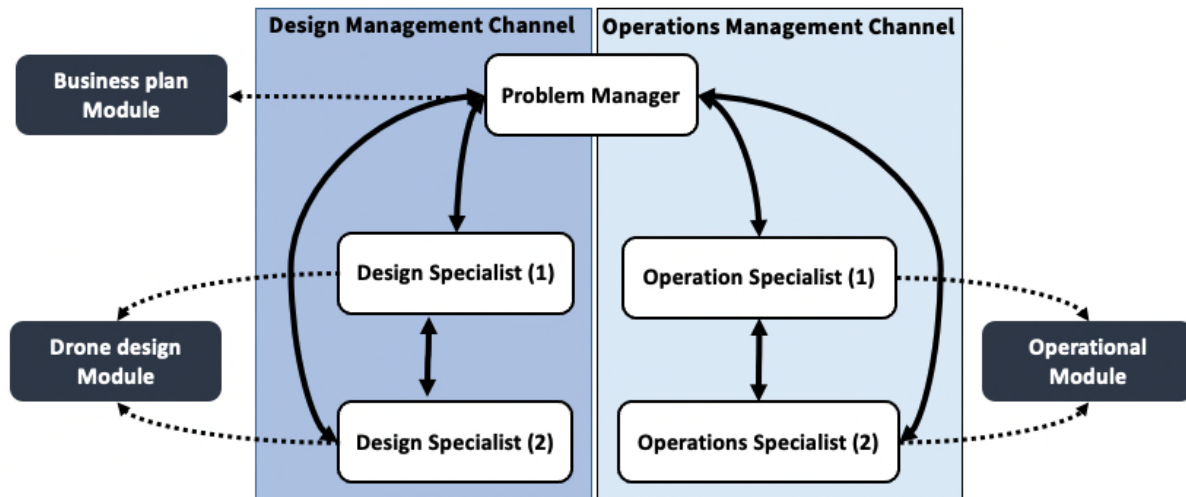 Design Management Channel
Operations Management Channel
Business plan
Module
Problem Manager
Design Specialist (1)
Operation Specialist (1)
Drone design
Module
Operational
Module
Design Specialist (2)
Operations Specialist (2)